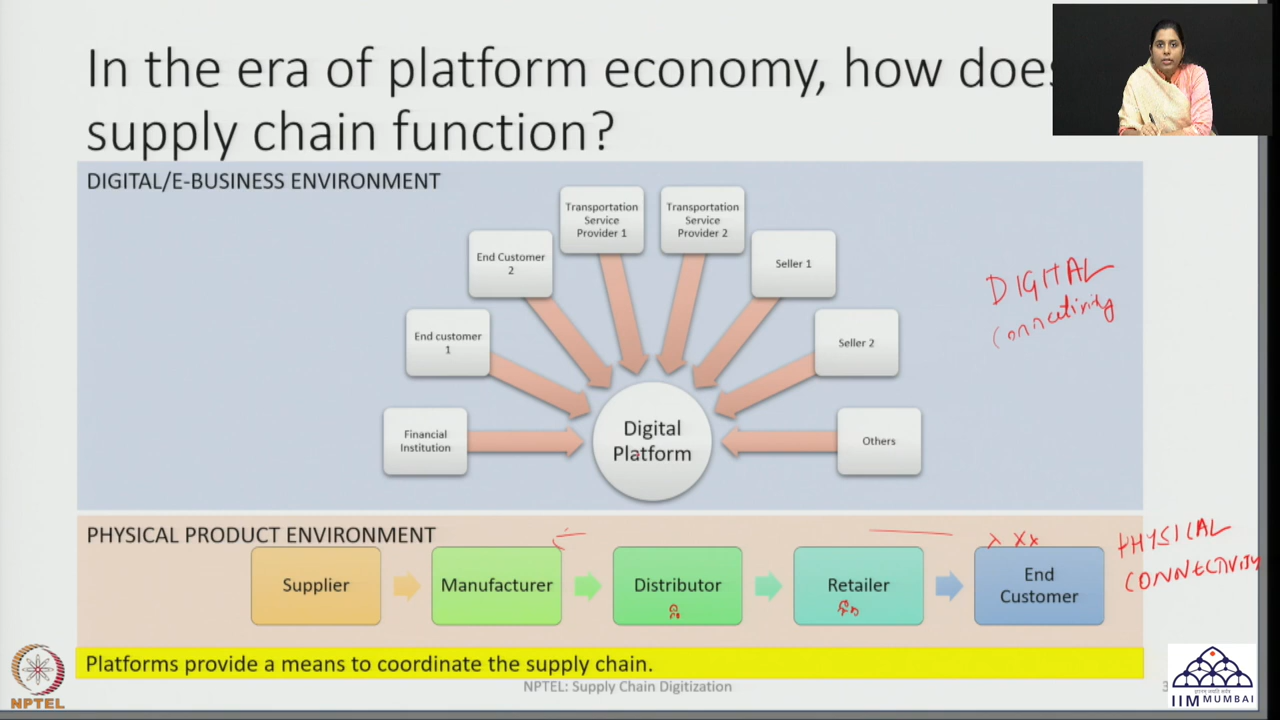 In the era of platform economy, how does
supply chain function?
DIGITAL/E-BUSINESS ENVIRONMENT
Transportation
Service
Provider 1
Transportation
Service
Provider 2
End Customer
2
Seller 1
End customer
1
Seller 2
Financial
Institution
Digital
Platform
Others
DIGITAL
connectivity
PHYSICAL PRODUCT ENVIRONMENT
Supplier
Manufacturer
Distributor
Retailer
End
Customer
PHYSICAL
CONNECTIVITY
Platforms provide a means to coordinate the supply chain.
NPTEL: Supply Chain Digitization
NPTEL
IIM MUMBAI